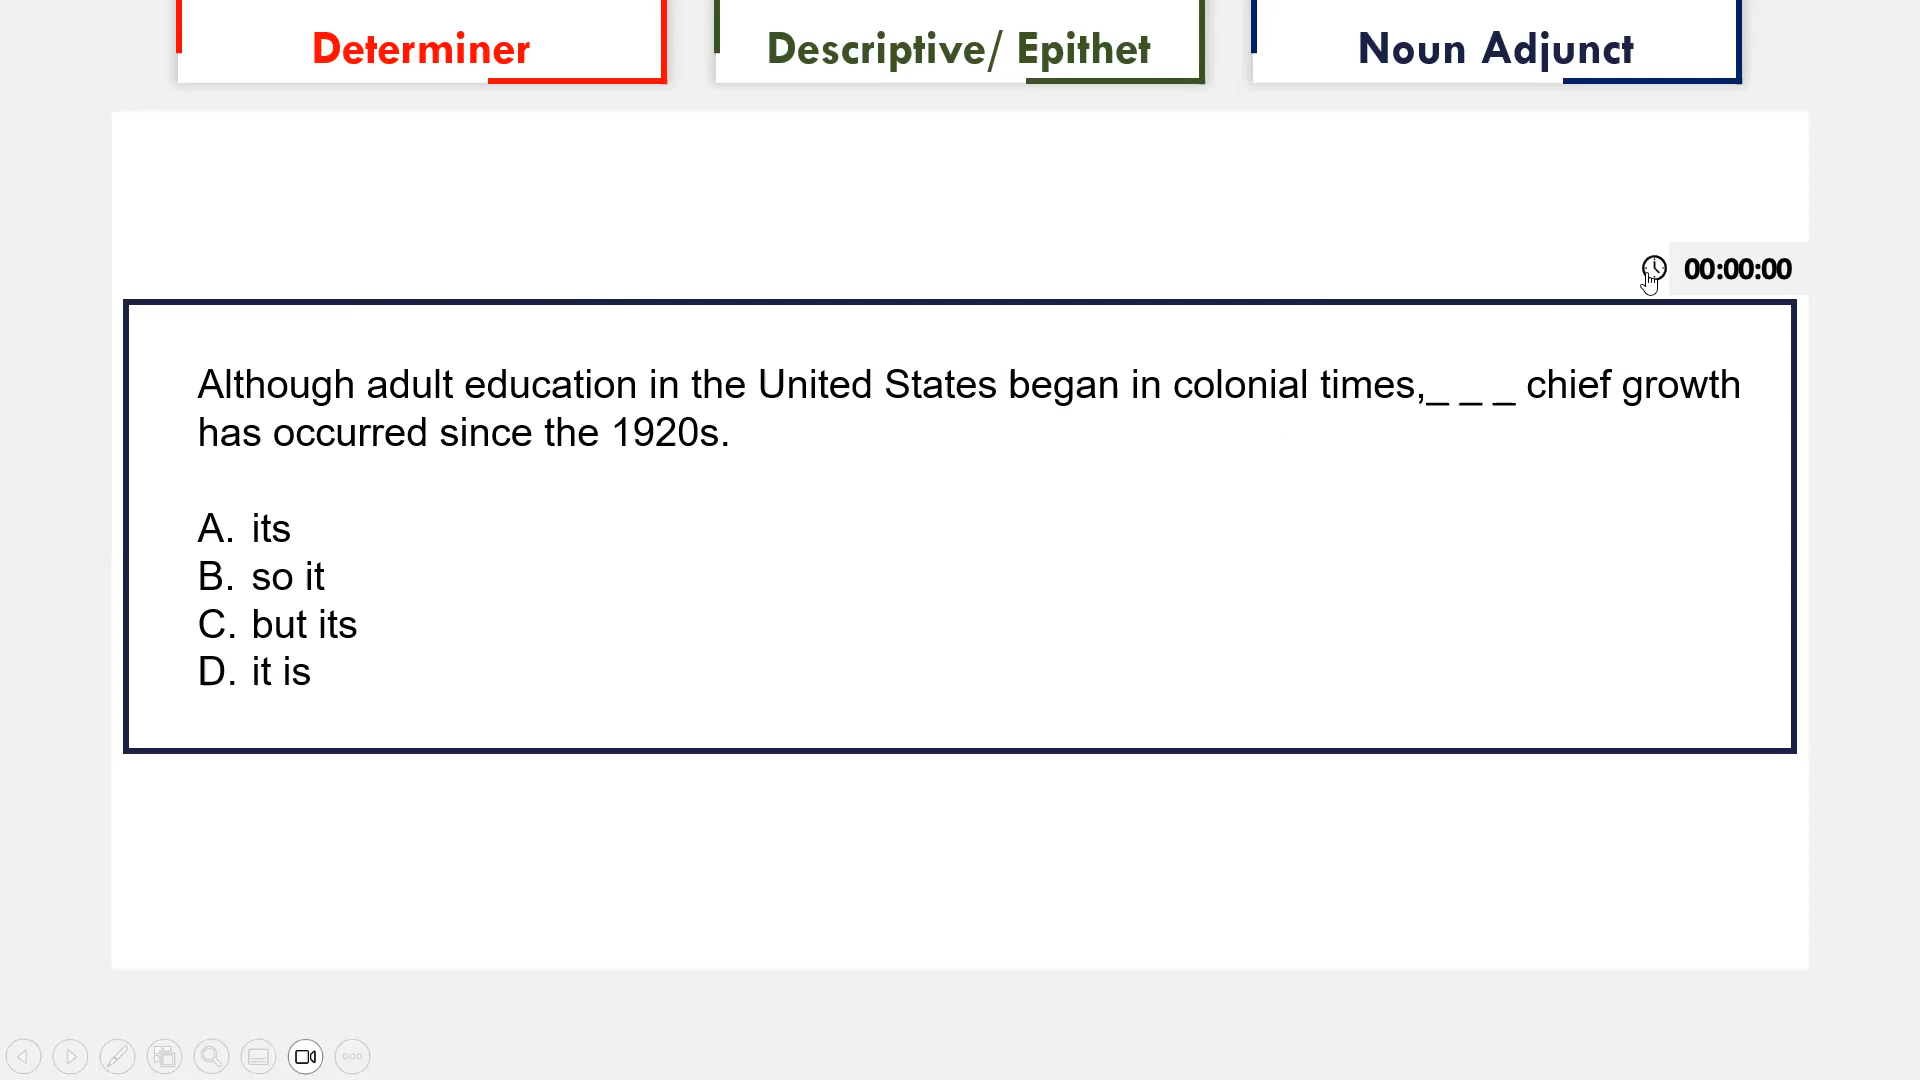 Determiner
Descriptive/ Epithet
Noun Adjunct
00:00:00
Although adult education in the United States began in colonial times,_ _ _ chief growth
has occurred since the 1920s.
A. its
B. so it
C. but its
D. it is